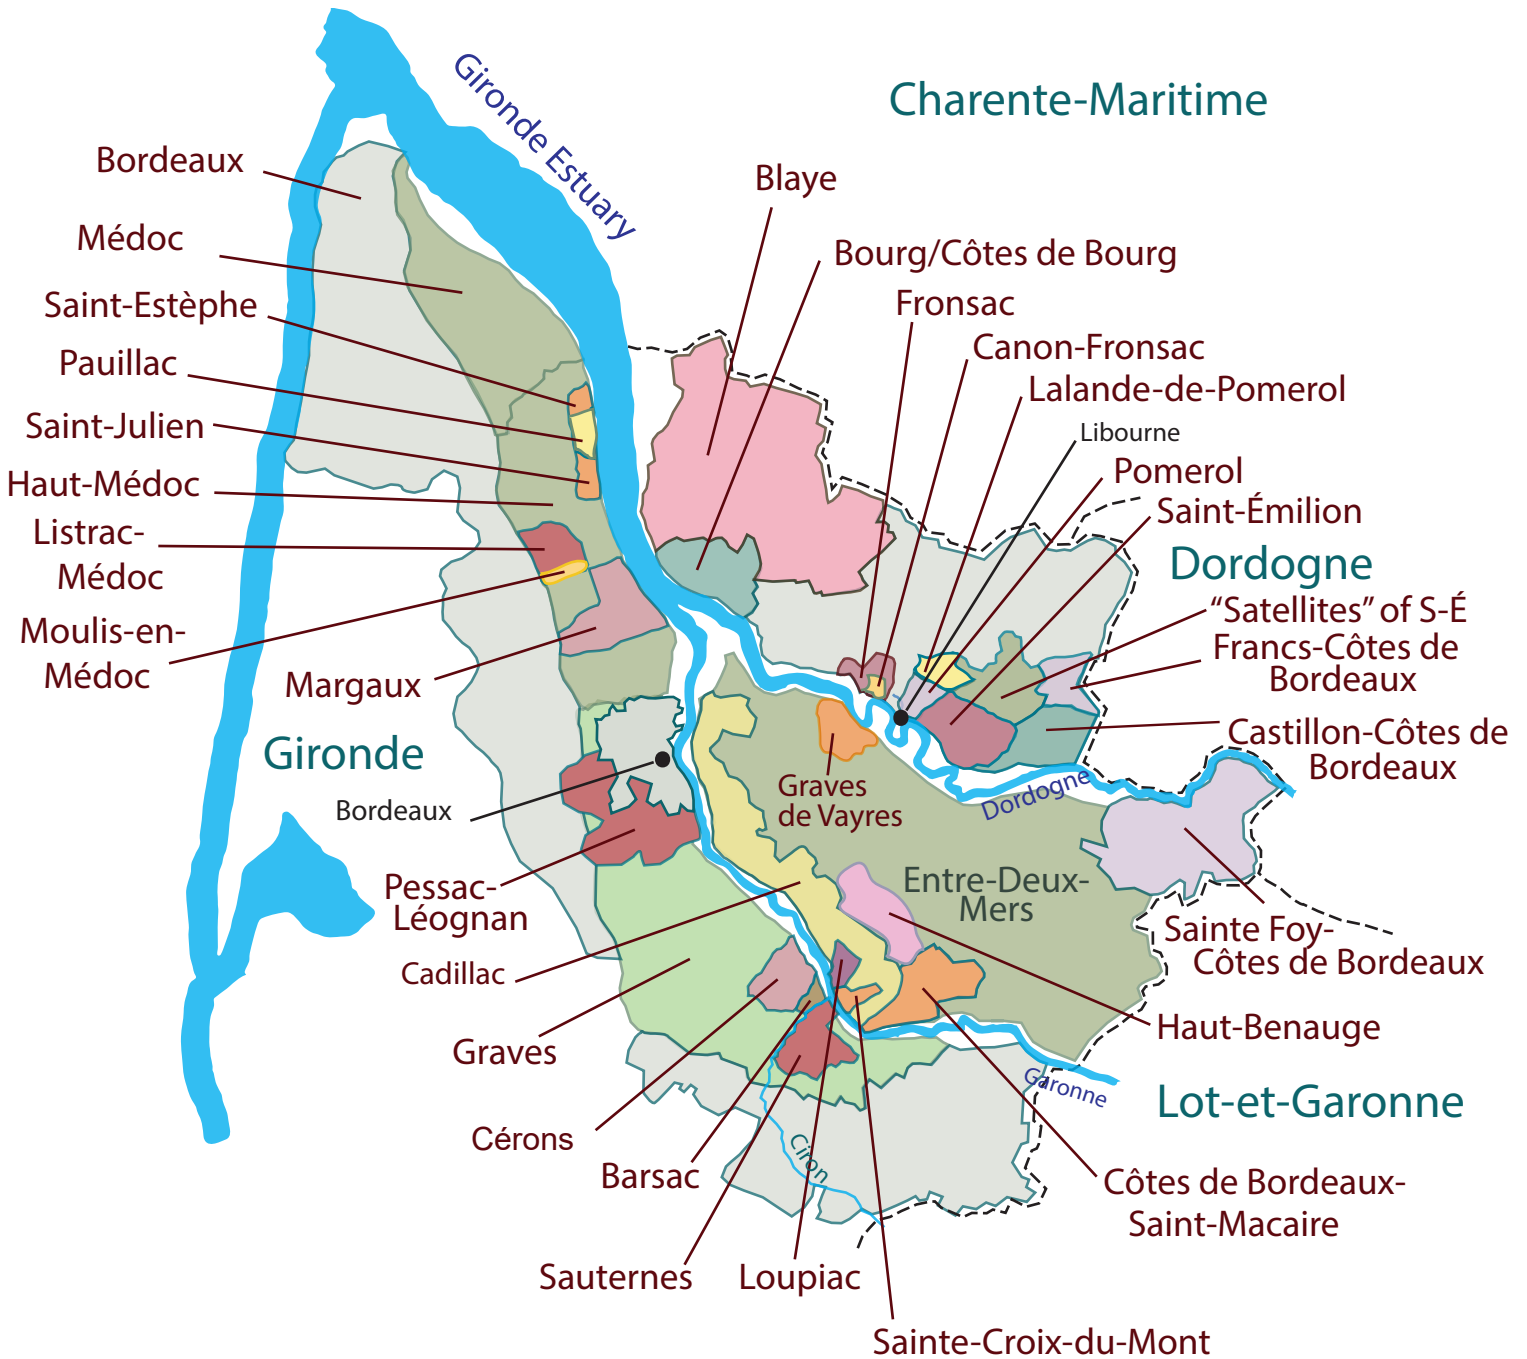 Charente-Maritime
Gironde Estuary
Bordeaux
Médoc
Saint-Estèphe
Pauillac
Saint-Julien
Haut-Médoc
Listrac-
Médoc
Moulis-en-
Médoc
Margaux
Gironde
Bordeaux
Pessac-
Léognan
Cadillac
Graves
Cérons
Barsac
Sauternes
Loupiac
Sainte-Croix-du-Mont
Blaye
Bourg/Côtes de Bourg
Fronsac
Canon-Fronsac
Lalande-de-Pomerol
Libourne
Pomerol
Saint-Émilion
Dordogne
“Satellites” of S-É
Francs-Côtes de
Bordeaux
Castillon-Côtes de
Bordeaux
Graves
de Vayres
Dordogne
Entre-Deux-
Mers
Sainte Foy-
Côtes de Bordeaux
Haut-Benauge
Garonne
Lot-et-Garonne
Ciron
Côtes de Bordeaux-
Saint-Macaire